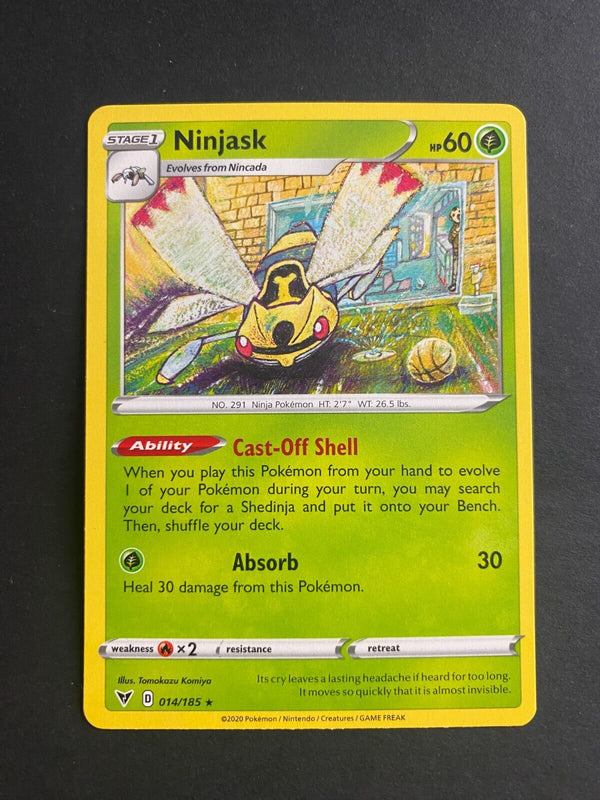 STAGE1 Ninjask HP60
Evolves from Nincada
NO. 291 Ninja Pokémon HT: 2'7" WT: 26.5 lbs.
Ability Cast-Off Shell
When you play this Pokémon from your hand to evolve
1 of your Pokémon during your turn, you may search
your deck for a Shedinja and put it onto your Bench.
Then, shuffle your deck.
Absorb 30
Heal 30 damage from this Pokémon.
weakness ×2 resistance retreat
Illus. Tomokazu Komiya
Its cry leaves a lasting headache if heard for too long.
It moves so quickly that it is almost invisible.
D 014/185 ★
©2020 Pokémon / Nintendo / Creatures / GAME FREAK